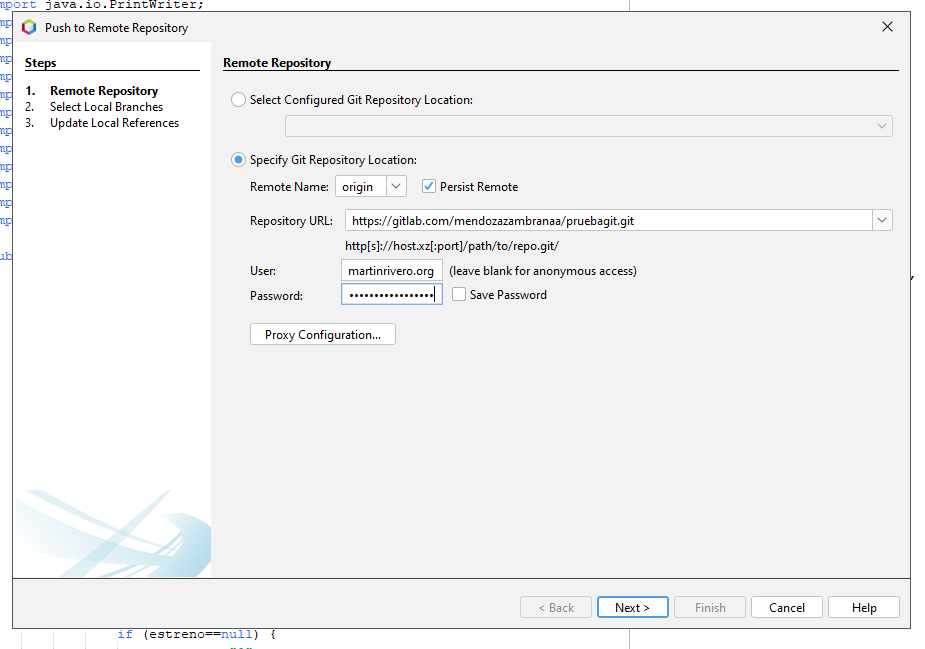 import java.io.PrintWriter;
Push to Remote Repository
Steps
1. Remote Repository
2. Select Local Branches
3. Update Local References
Remote Repository
Select Configured Git Repository Location:
Specify Git Repository Location:
Remote Name: origin Persist Remote
Repository URL: https://gitlab.com/mendozazambranaa/pruebagit.git
http[s]://host.xz[:port]/path/to/repo.git/
User: martinrivero.org (leave blank for anonymous access)
Password: ••••••••••••••••• Save Password
Proxy Configuration...
< Back Next > Finish Cancel Help
if (estreno==null) {